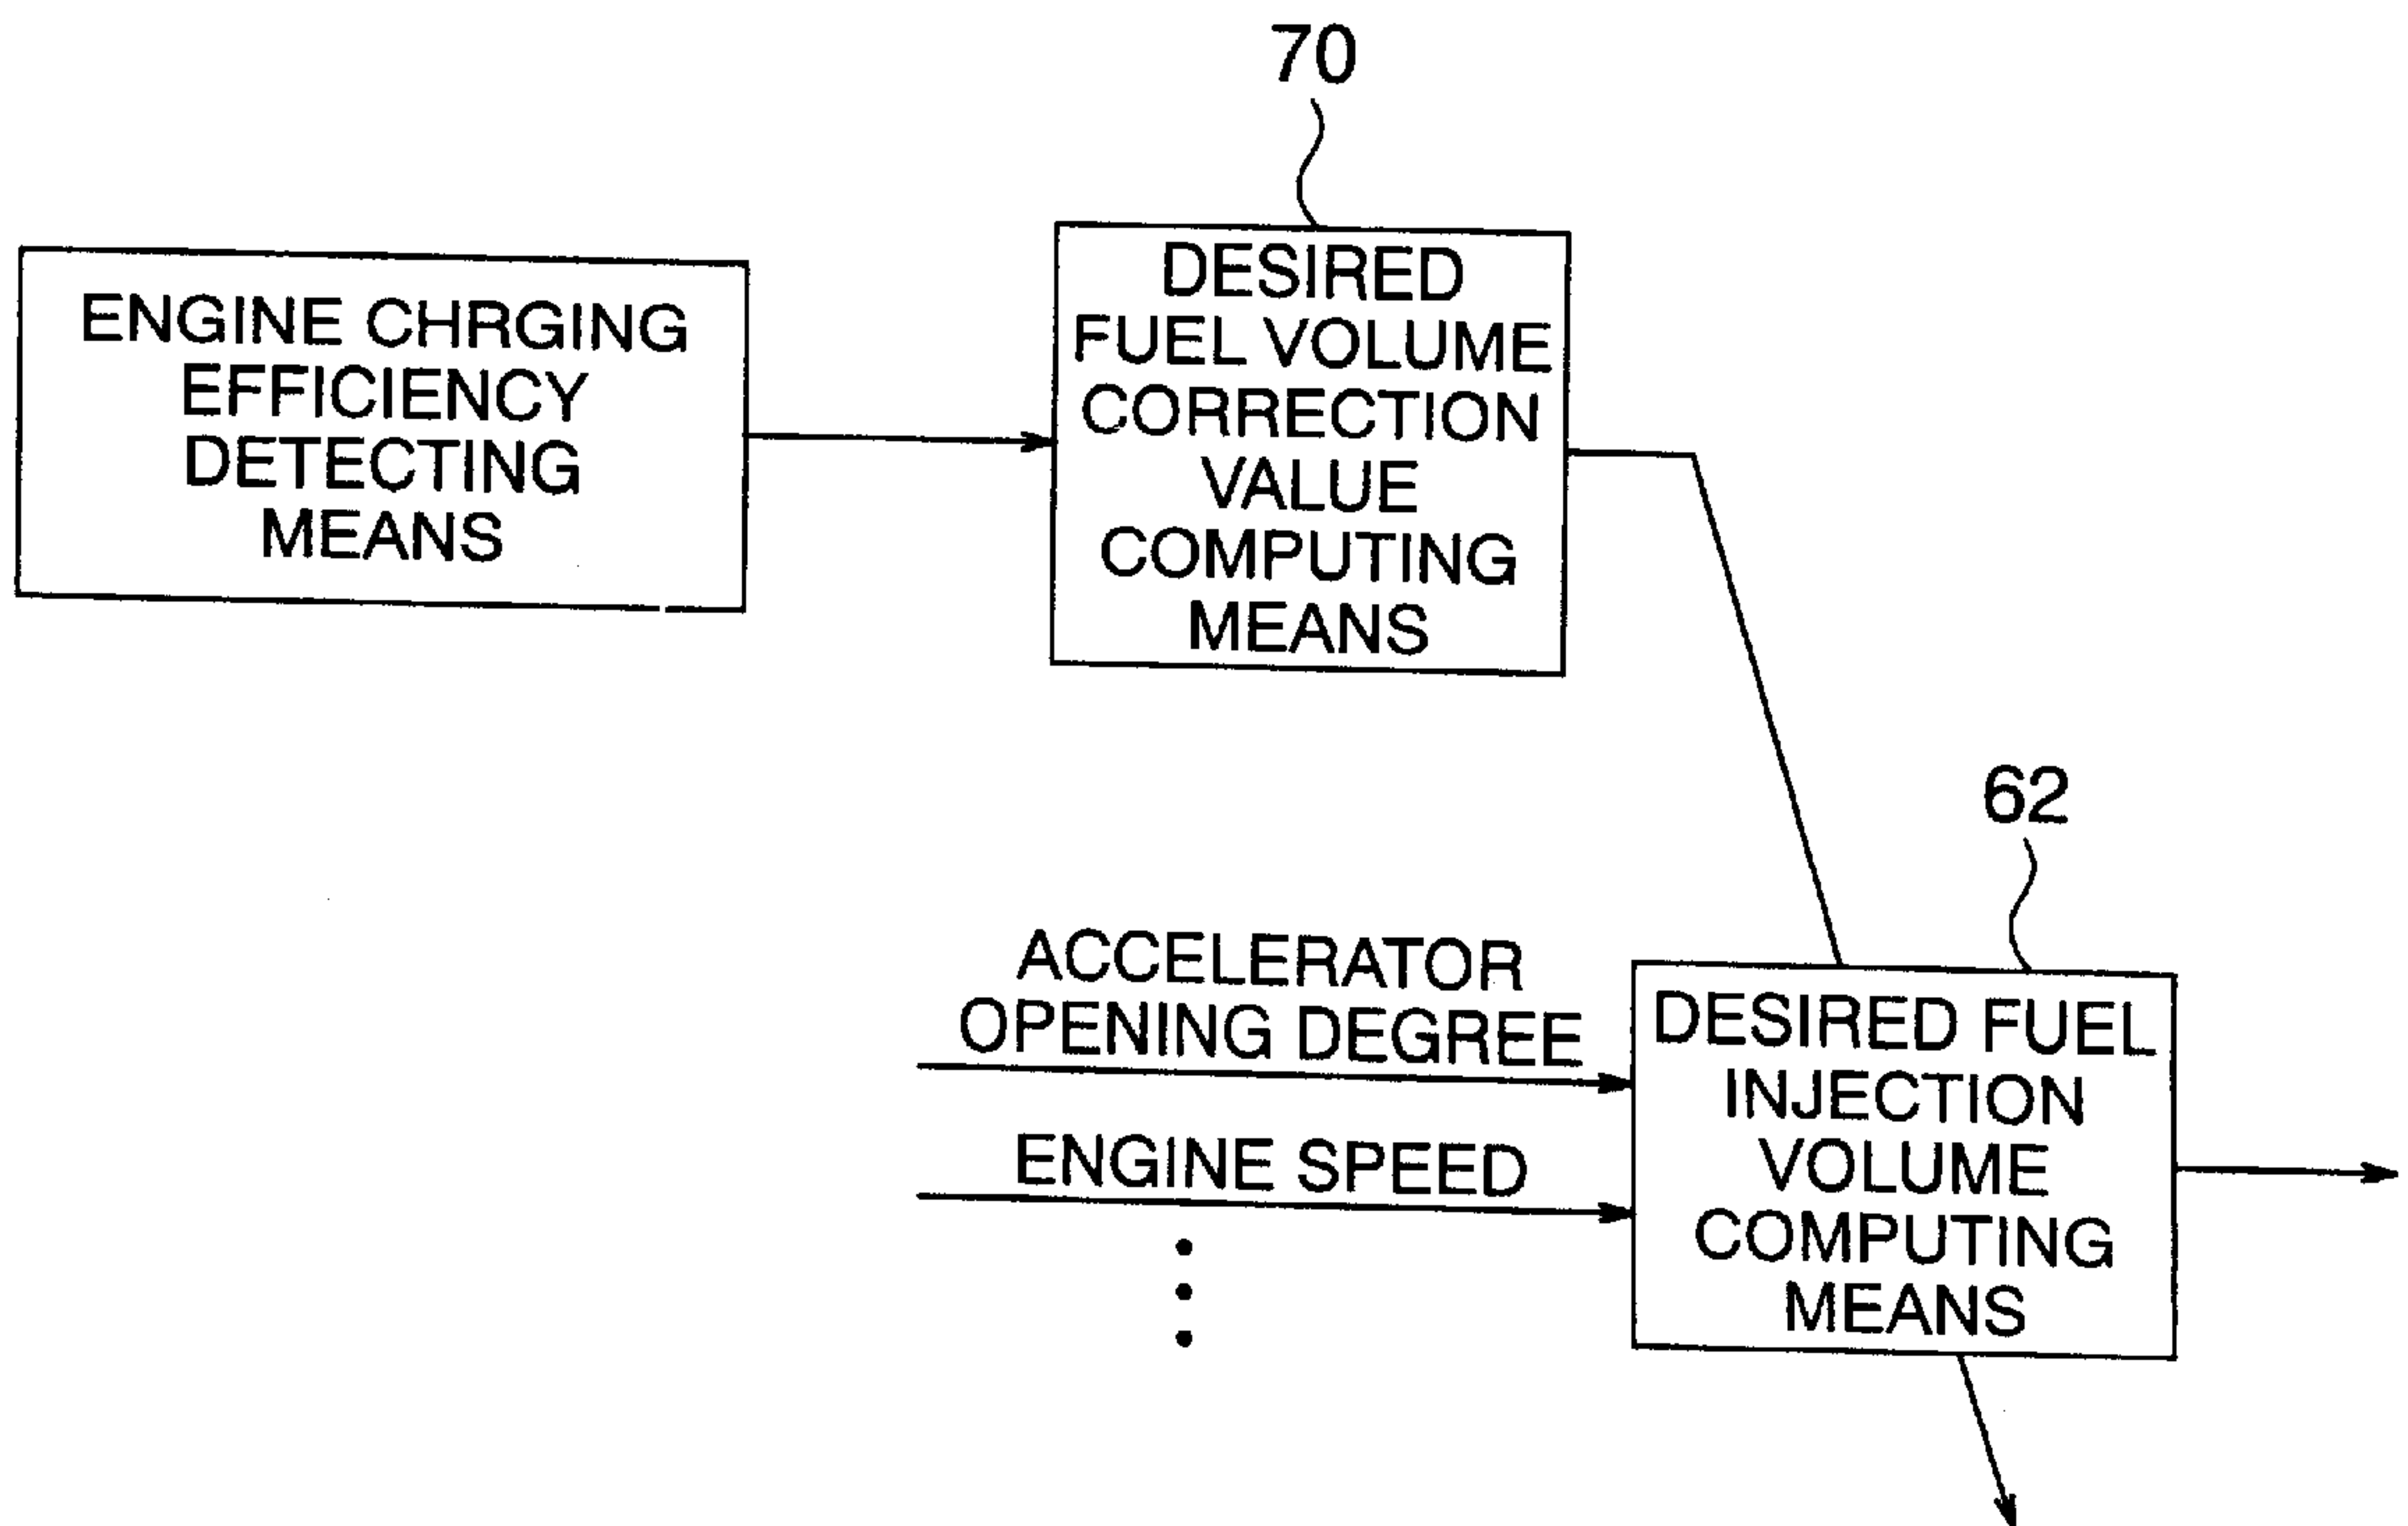 70
ENGINE CHRGING
EFFICIENCY
DETECTING
MEANS
DESIRED
FUEL VOLUME
CORRECTION
VALUE
COMPUTING
MEANS
62
ACCELERATOR
OPENING DEGREE
ENGINE SPEED
DESIRED FUEL
INJECTION
VOLUME
COMPUTING
MEANS